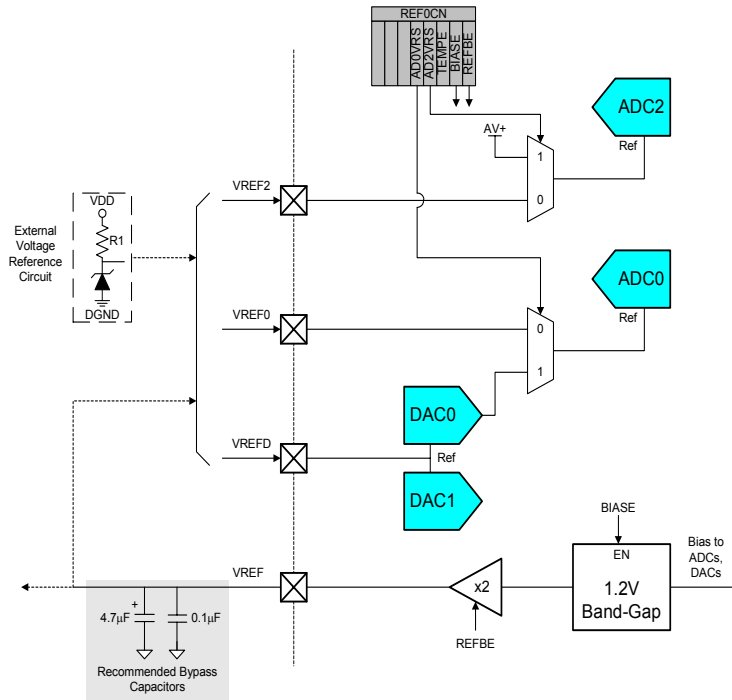 REF0CN
AD0VRS
AD2VRS
TEMPE
BIASE
REFBE
ADC2
Ref
AV+
1
0
VREF2
VDD
R1
DGND
External
Voltage
Reference
Circuit
ADC0
Ref
VREF0
0
1
DAC0
VREFD
Ref
DAC1
BIASE
EN
1.2V
Band-Gap
Bias to
ADCs,
DACs
VREF
x2
REFBE
+
4.7µF
0.1µF
Recommended Bypass
Capacitors